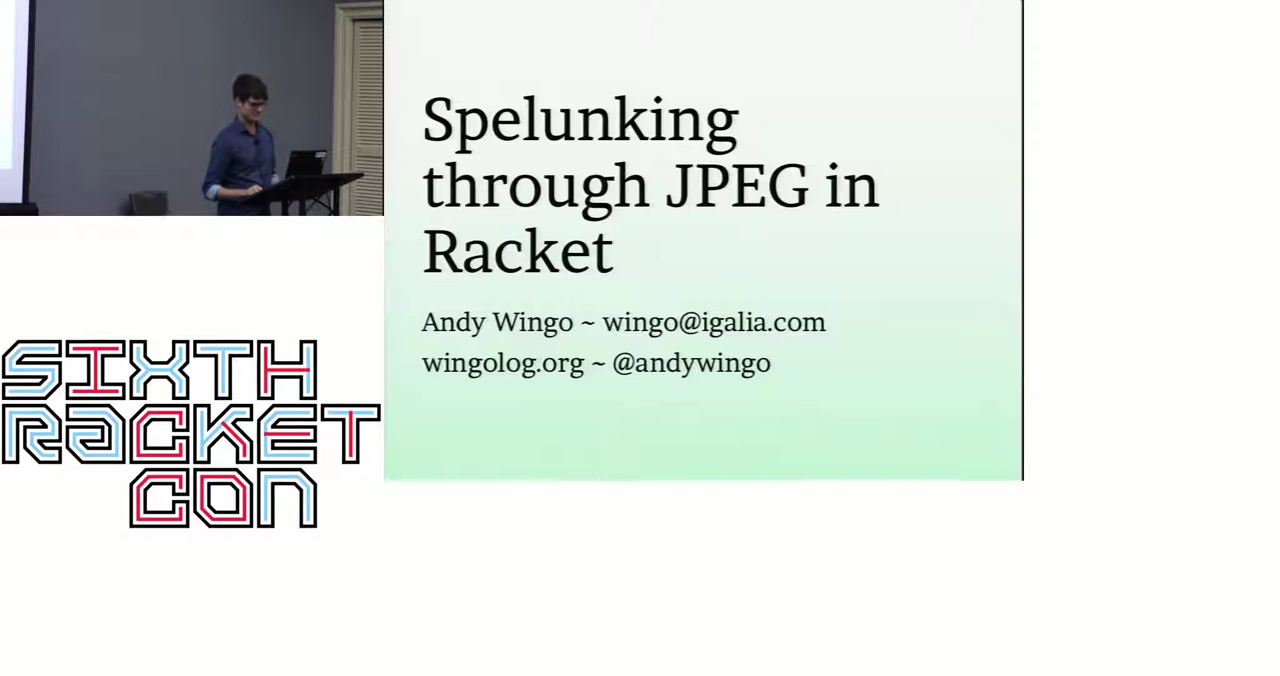 Spelunking
through JPEG in
Racket
Andy Wingo ~ wingo@igalia.com
wingolog.org ~ @andywingo
SIXTH
RacKET
CON